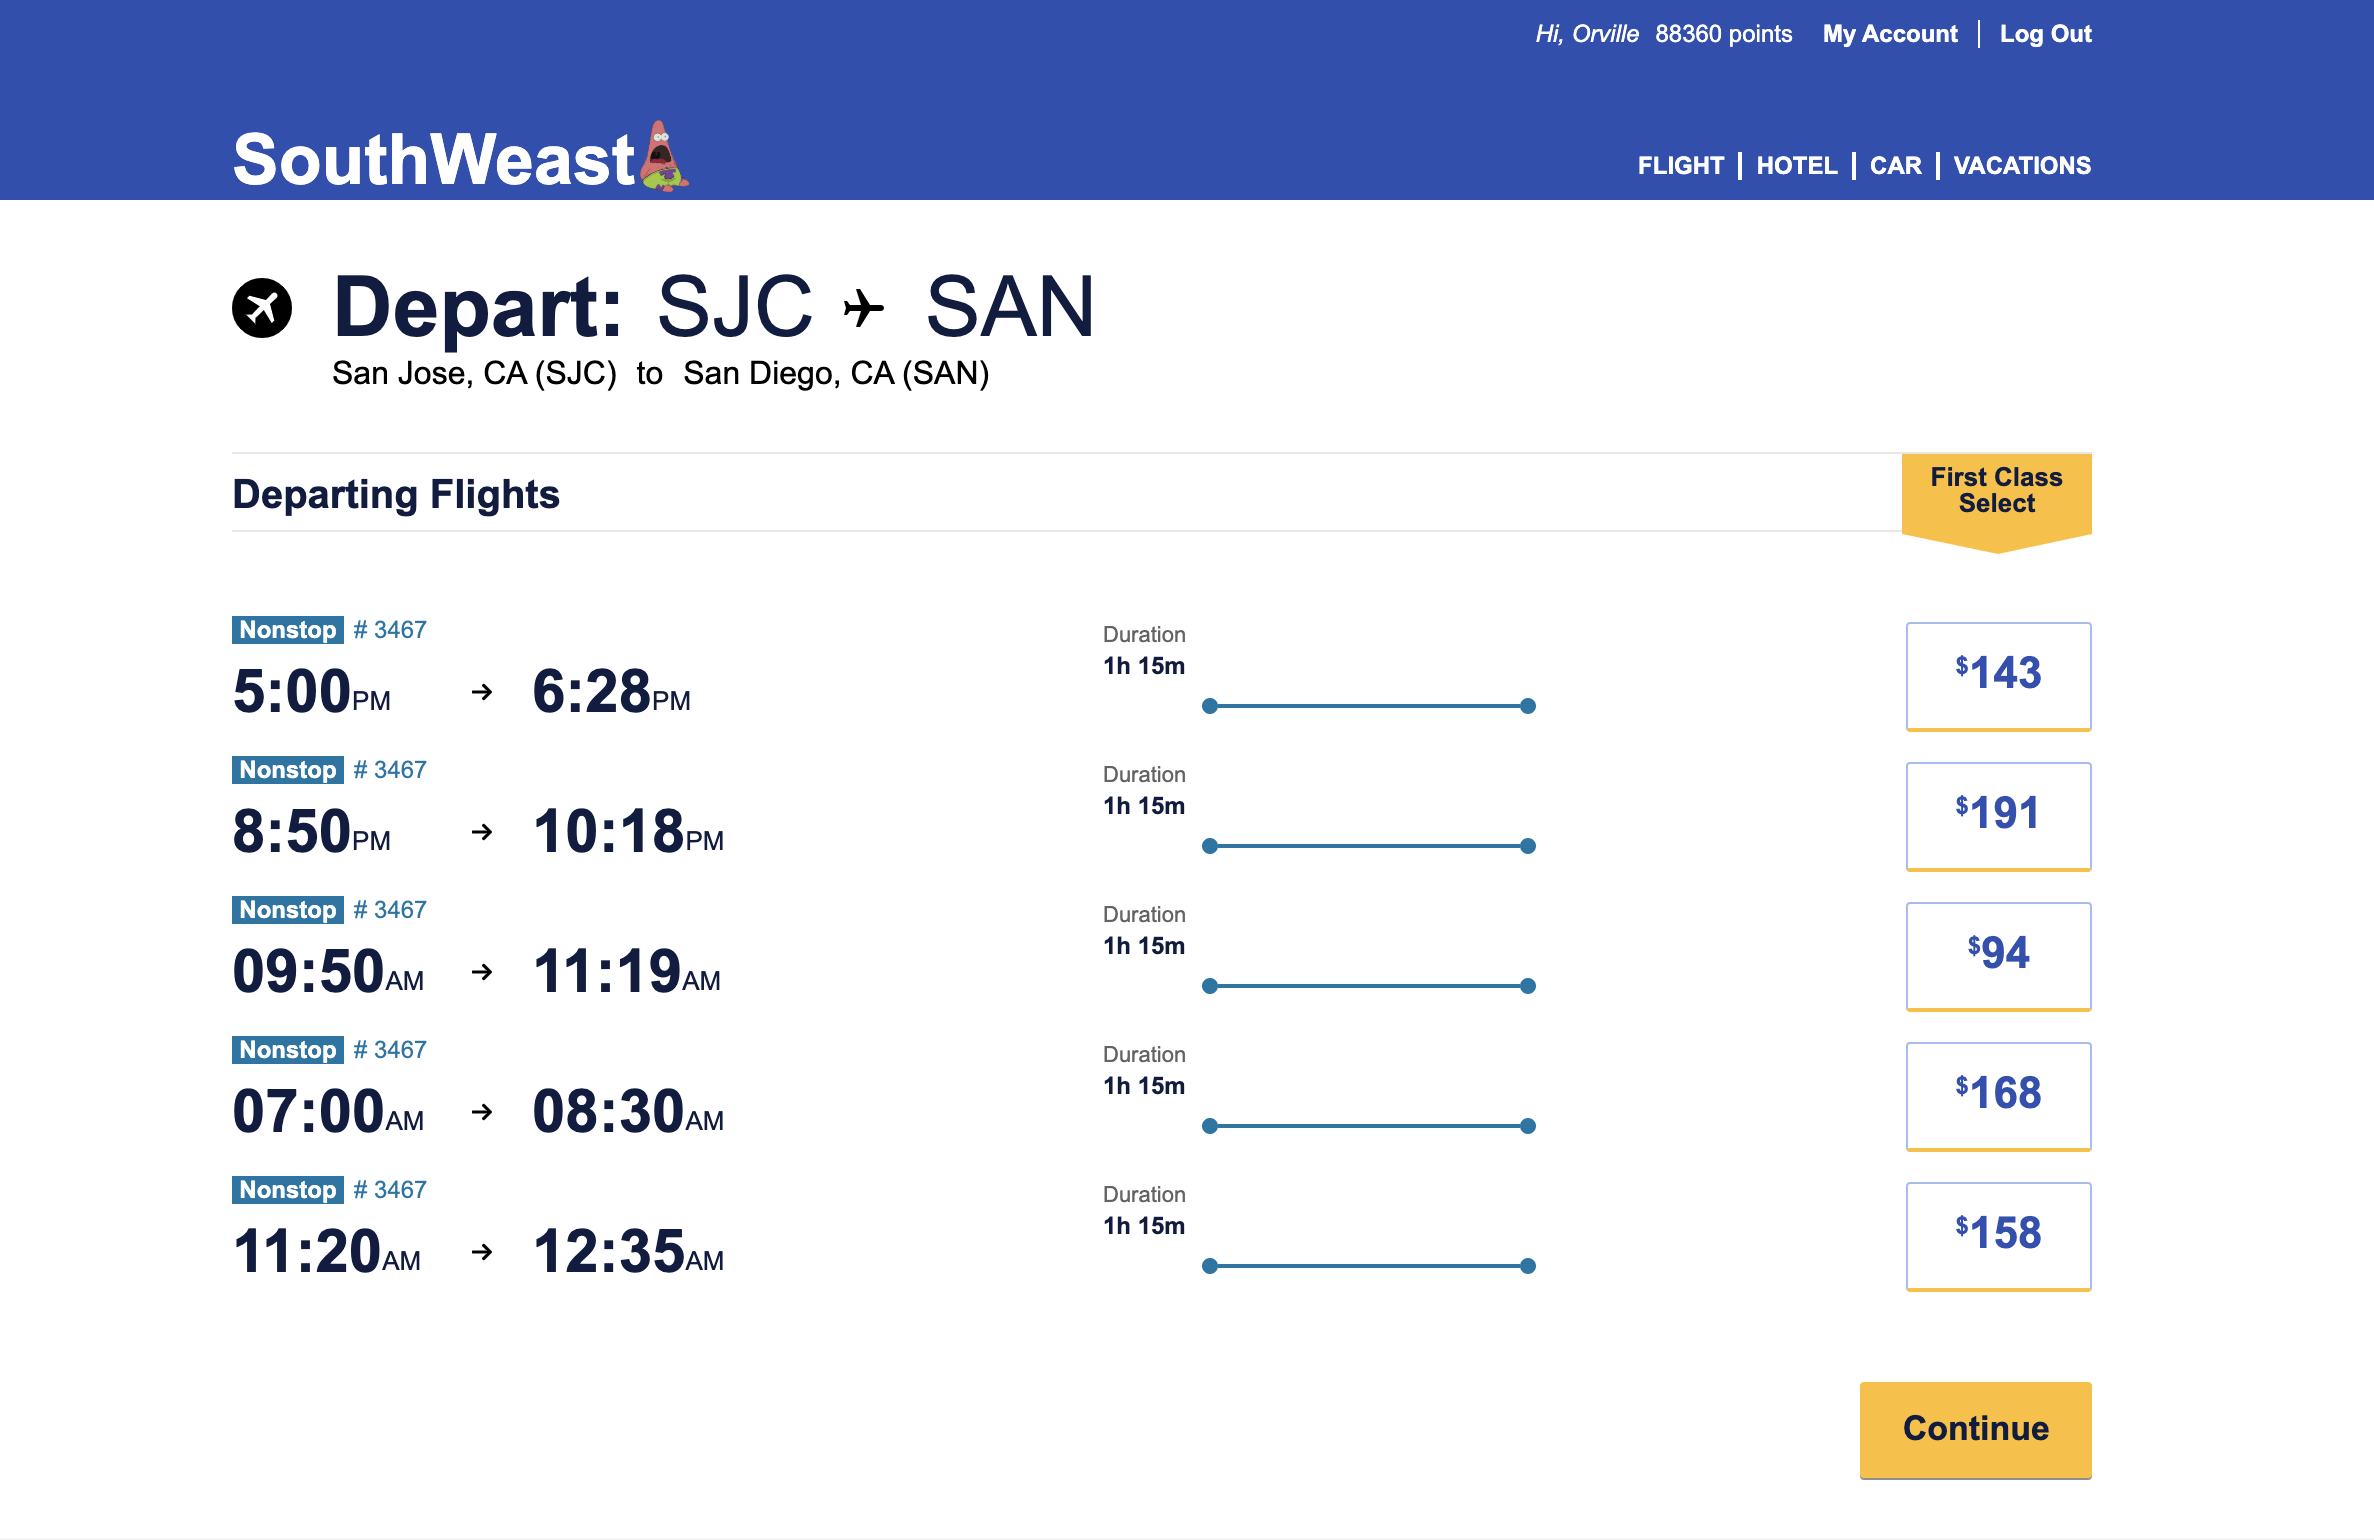 Hi, Orville 88360 points My Account | Log Out
SouthWeast
FLIGHT | HOTEL | CAR | VACATIONS
Depart: SJC SAN
San Jose, CA (SJC) to San Diego, CA (SAN)
Departing Flights
First Class
Select
Nonstop # 3467
5:00PM → 6:28PM
Duration
1h 15m
$143
Nonstop # 3467
8:50PM → 10:18PM
Duration
1h 15m
$191
Nonstop # 3467
09:50AM → 11:19AM
Duration
1h 15m
$94
Nonstop # 3467
07:00AM → 08:30AM
Duration
1h 15m
$168
Nonstop # 3467
11:20AM → 12:35AM
Duration
1h 15m
$158
Continue